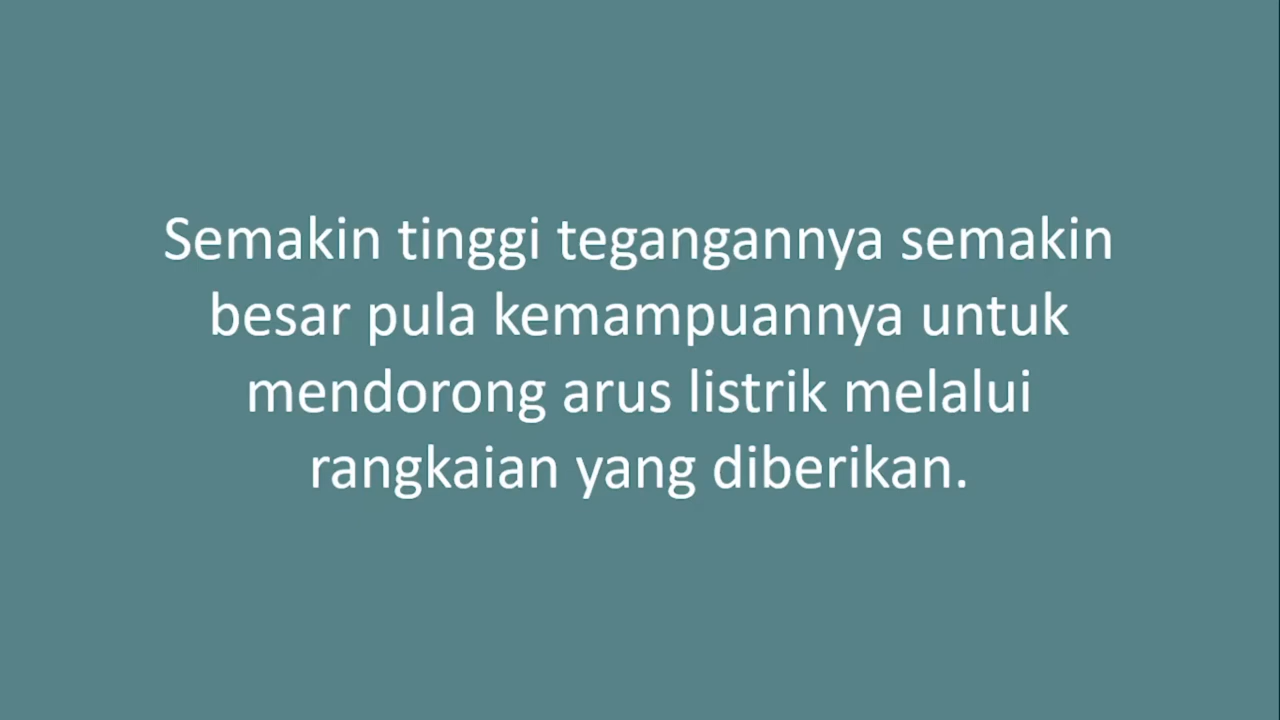 Semakin tinggi tegangannya semakin
besar pula kemampuannya untuk
mendorong arus listrik melalui
rangkaian yang diberikan.